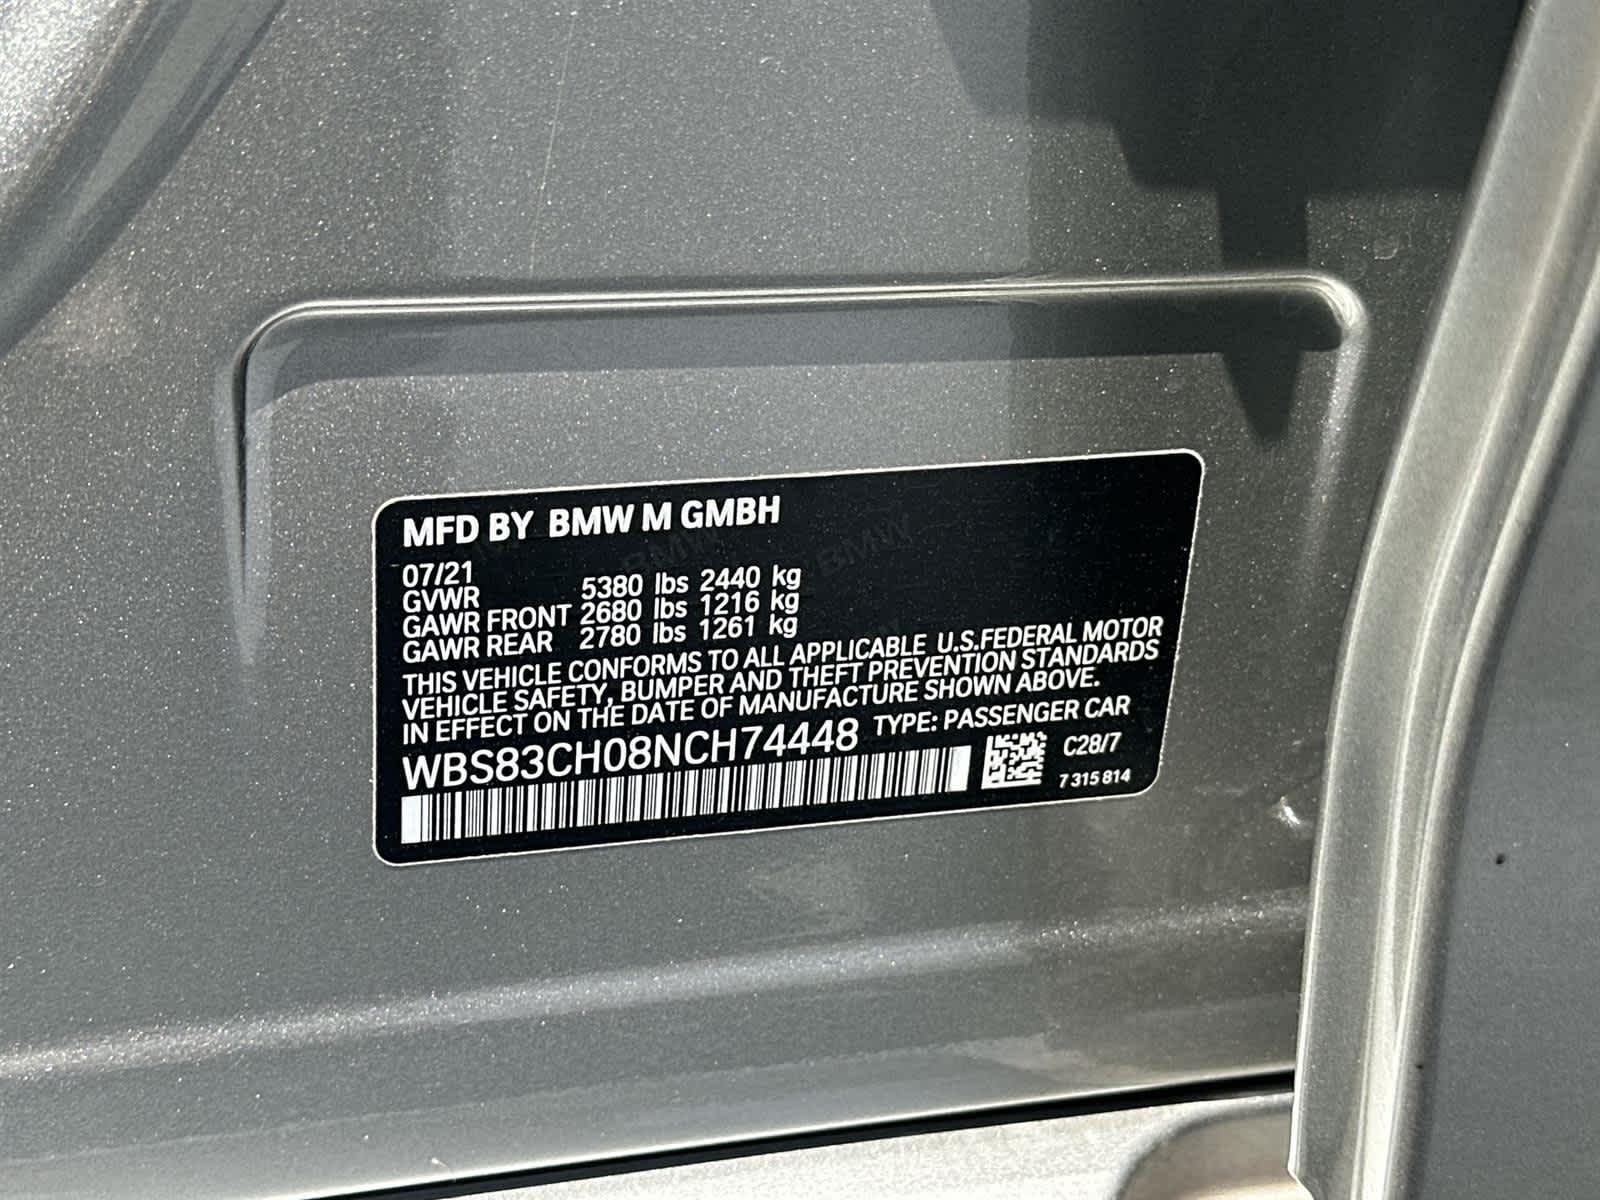 MFD BY BMW M GMBH
07/21
GVWR 5380 lbs 2440 kg
GAWR FRONT 2680 lbs 1216 kg
GAWR REAR 2780 lbs 1261 kg
THIS VEHICLE CONFORMS TO ALL APPLICABLE U.S.FEDERAL MOTOR
VEHICLE SAFETY, BUMPER AND THEFT PREVENTION STANDARDS
IN EFFECT ON THE DATE OF MANUFACTURE SHOWN ABOVE.
WBS83CH08NCH74448 TYPE: PASSENGER CAR
C28/7
7 315 814
BMW
BMW